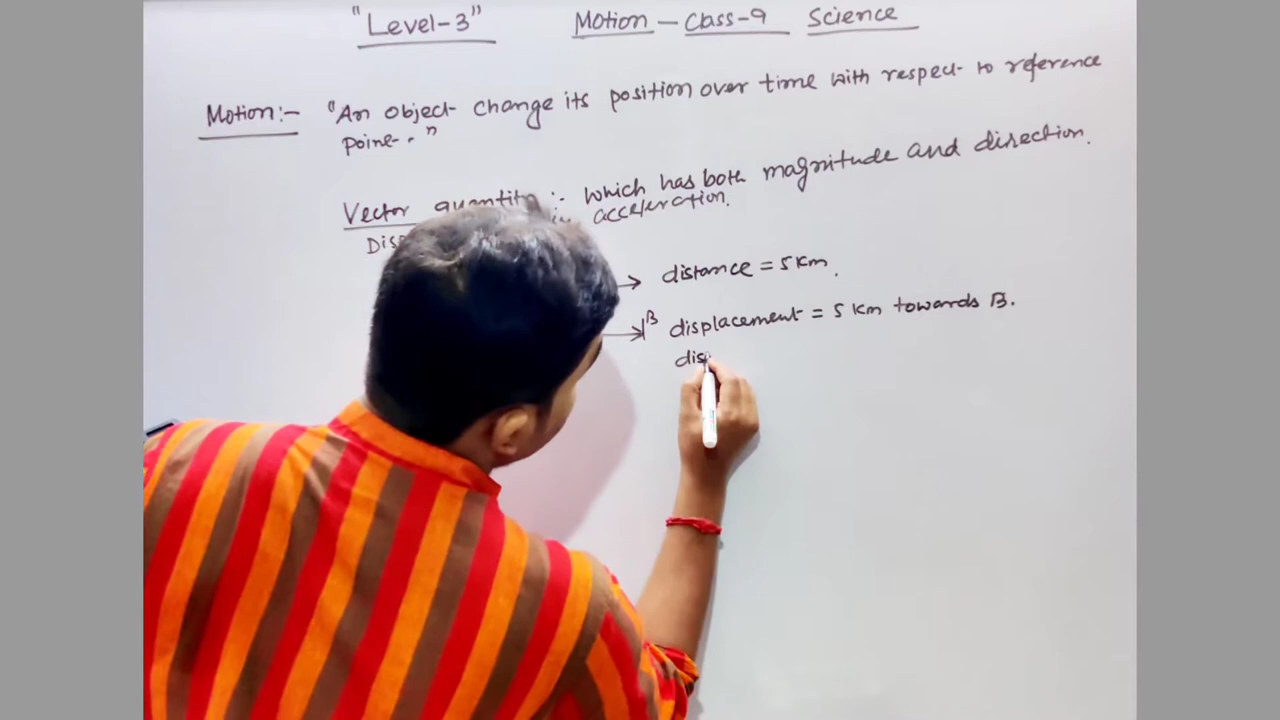 "Level-3" Motion - Class-9 Science
Motion:- "An object change its position over time with respect to reference
point. "
Vector quantity :- which has both magnitude and direction.
acceleration.
→ distance = 5 km.
B displacement = 5 km towards B.
dis